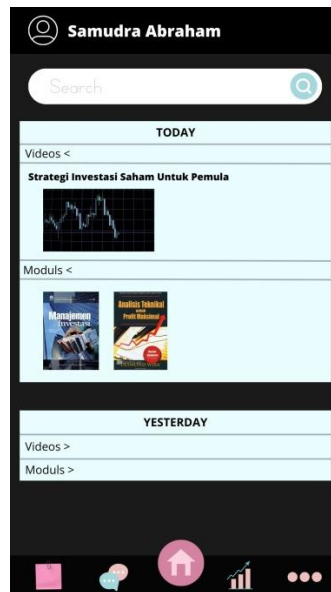 Samudra Abraham
Search
TODAY
Videos <
Strategi Investasi Saham Untuk Pemula
Moduls <
Manajemen
Investasi
Analisis Teknikal
untuk
Profit Maksimal
YESTERDAY
Videos >
Moduls >